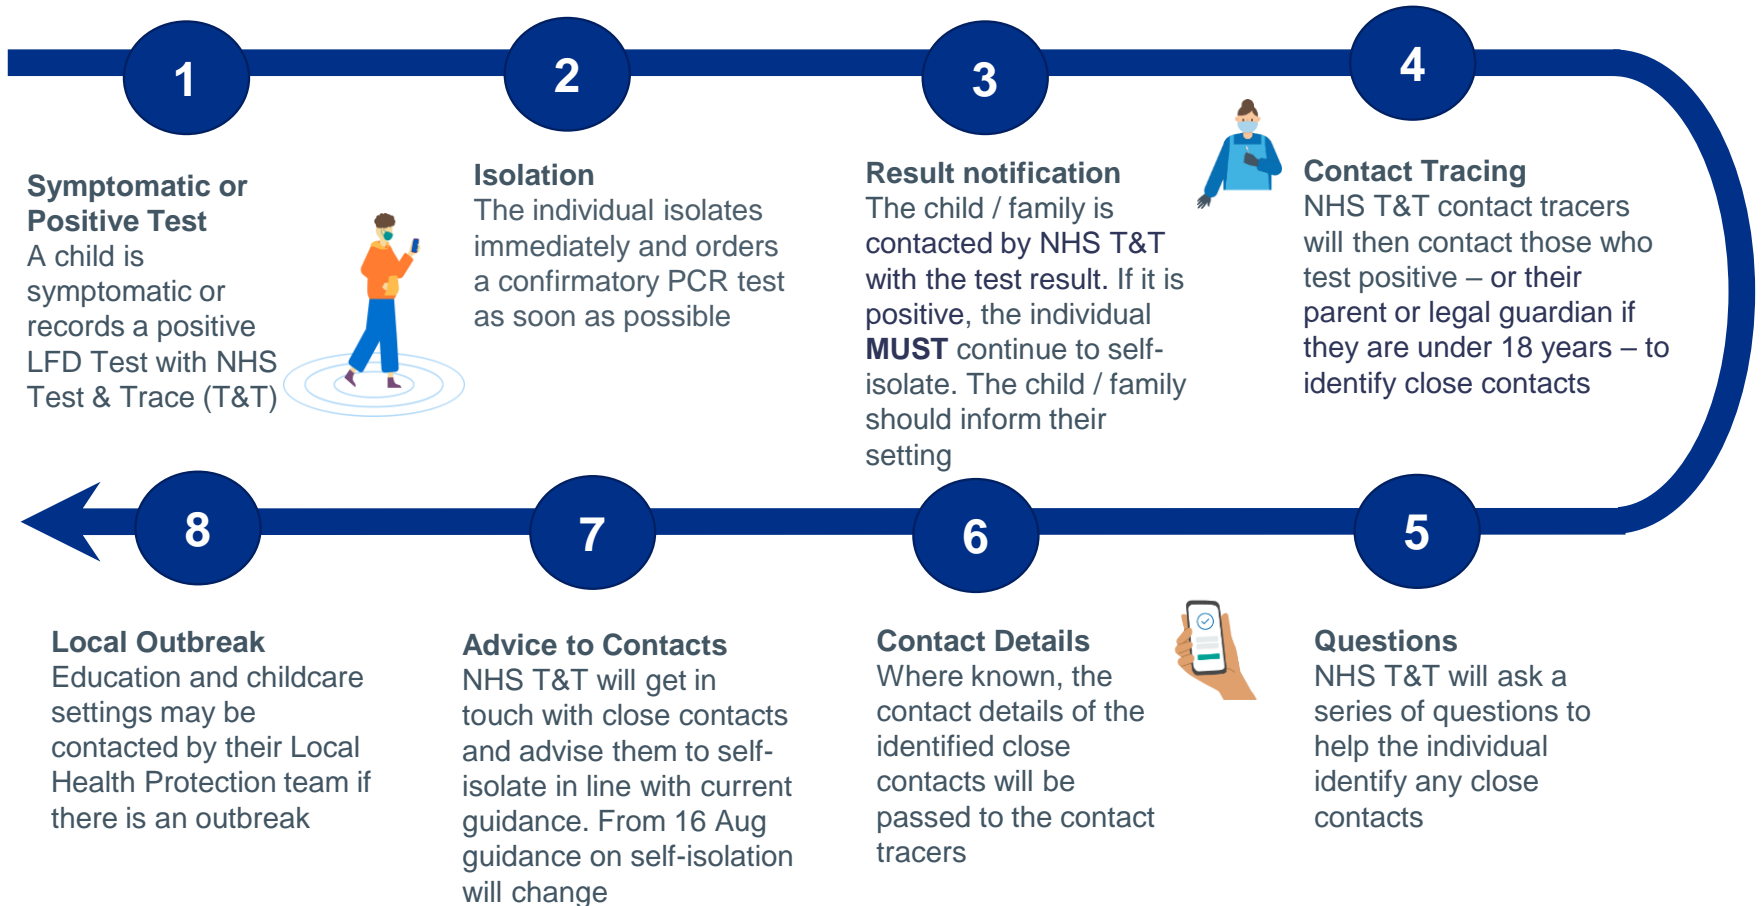 1
Symptomatic or
Positive Test
A child is
symptomatic or
records a positive
LFD Test with NHS
Test & Trace (T&T)
2
Isolation
The individual isolates
immediately and orders
a confirmatory PCR test
as soon as possible
3
Result notification
The child / family is
contacted by NHS T&T
with the test result. If it is
positive, the individual
MUST continue to self-
isolate. The child / family
should inform their
setting
4
Contact Tracing
NHS T&T contact tracers
will then contact those who
test positive – or their
parent or legal guardian if
they are under 18 years – to
identify close contacts
5
Questions
NHS T&T will ask a
series of questions to
help the individual
identify any close
contacts
6
Contact Details
Where known, the
contact details of the
identified close
contacts will be
passed to the contact
tracers
7
Advice to Contacts
NHS T&T will get in
touch with close contacts
and advise them to self-
isolate in line with current
guidance. From 16 Aug
guidance on self-isolation
will change
8
Local Outbreak
Education and childcare
settings may be
contacted by their Local
Health Protection team if
there is an outbreak